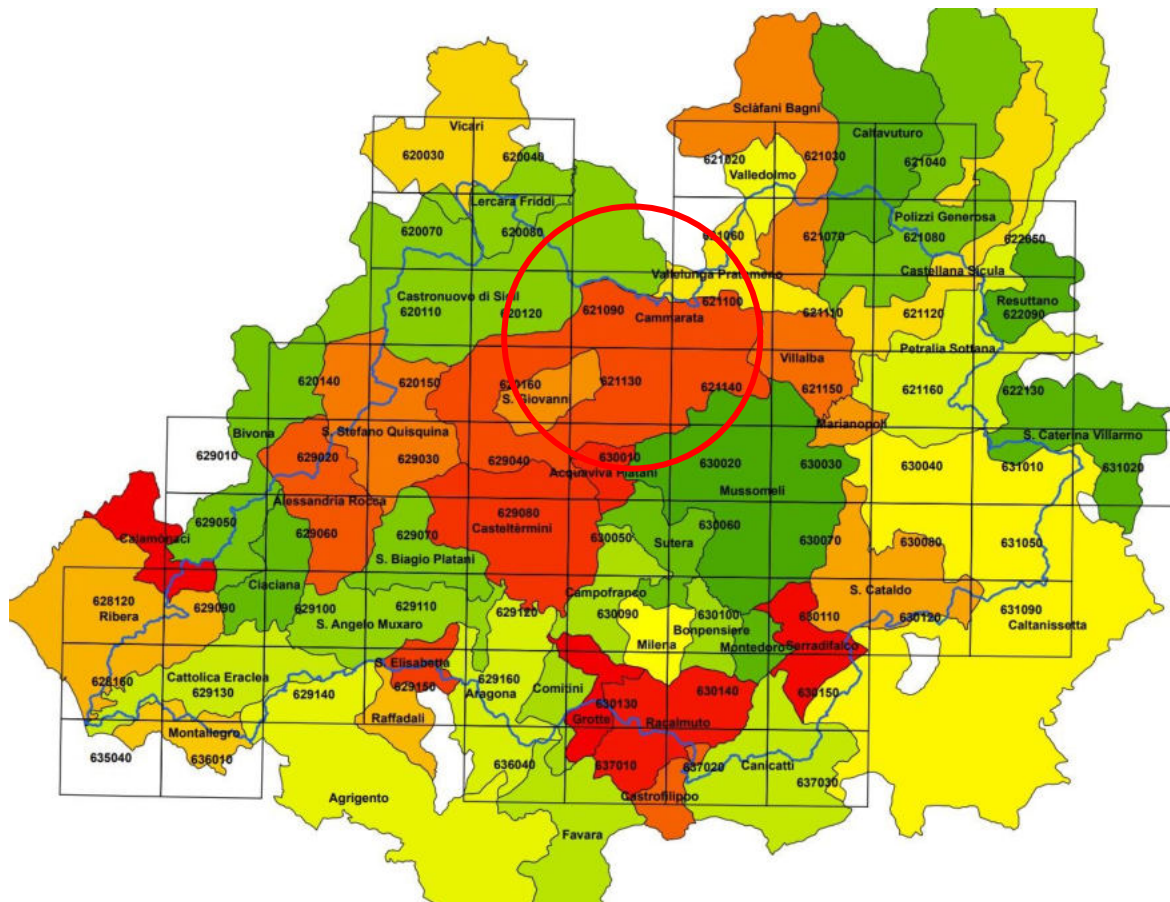 Sclàfani Bagni
Vicari
Caltavuturo
620030
620040
621020
621030
621040
Valledolmo
Lercara Friddi
Polizzi Generosa
620070
620080
621060
621070
621080
622050
Vallelunga Pratameno
Castellana Sicula
Castronuovo di Sicil
Resuttano
620110
620120
621090
621100
621110
621120
622090
Cammarata
Petralia Sottana
Villalba
620140
620150
620160
621130
621140
621150
621160
622130
S. Giovann
Marianopoli
Bivona
S. Stefano Quisquina
S. Caterina Villarmo
629010
629020
629030
629040
630010
630020
630030
630040
631010
631020
Acquaviva Platani
Mussomeli
Alessandria Rocca
629050
629060
629070
629080
630050
630060
630070
630080
631050
Calamònaci
Casteltèrmini
Sutera
S. Biagio Platani
Cianciana
Campofranco
S. Cataldo
628120
629090
629100
629110
629120
630090
630100
630110
630120
631090
Ribera
S. Angelo Muxaro
Bonpensiere
Caltanissetta
Milena
Montedoro
Serradifalco
S. Elisabetta
Cattolica Eraclea
628160
629130
629140
629150
629160
630130
630140
630150
Aragona
Comitini
Raffadali
Grotte
Racalmuto
Montallegro
635040
636010
636040
637010
637020
637030
Canicatti
Agrigento
Castrofilippo
Favara